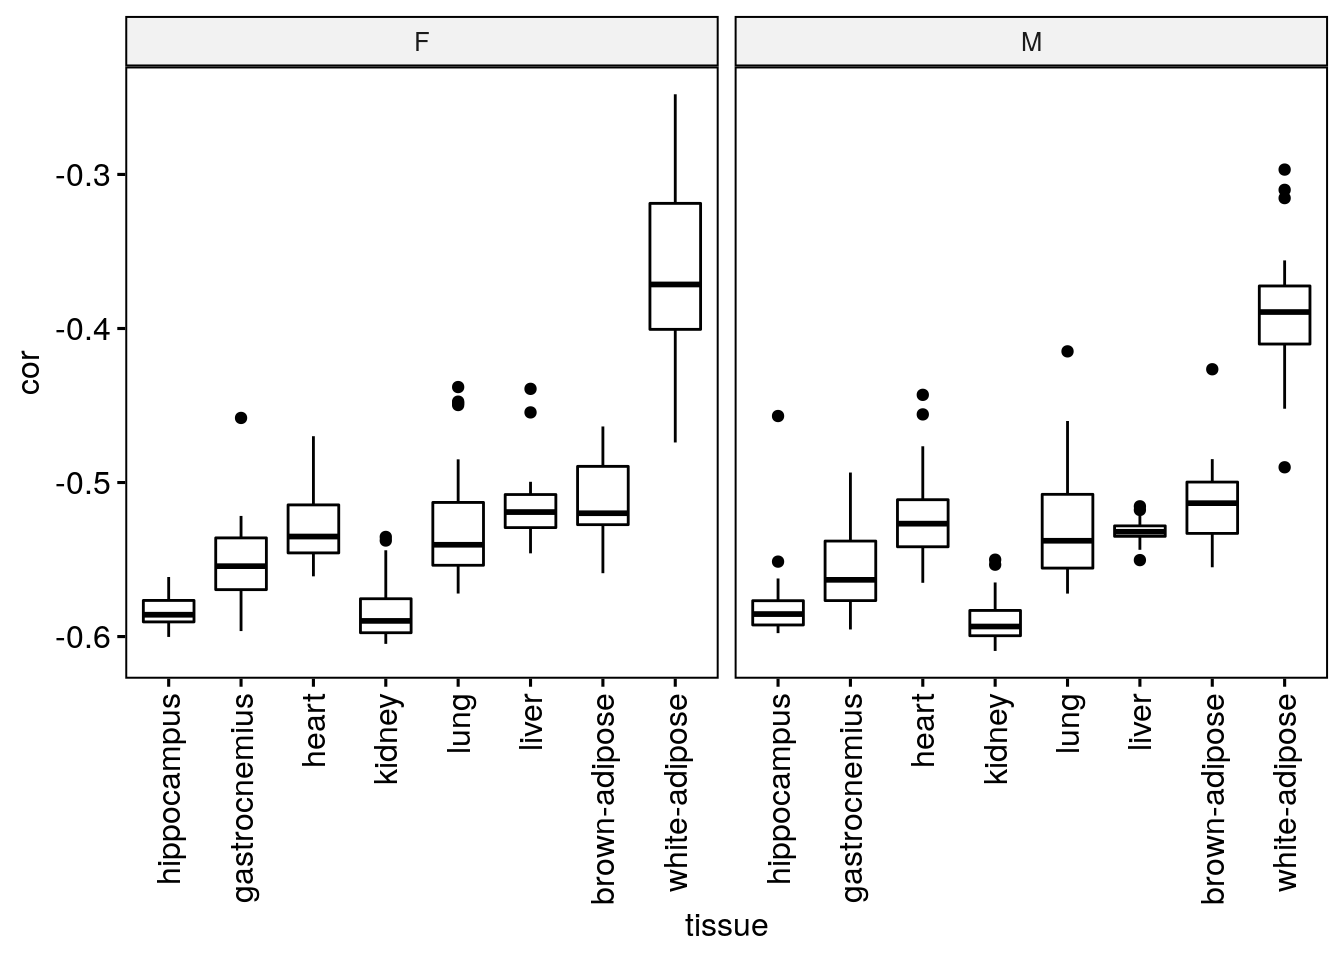 F
M
-0.3
-0.4
-0.5
-0.6
cor
hippocampus
gastrocnemius
heart
kidney
lung
liver
brown-adipose
white-adipose
hippocampus
gastrocnemius
heart
kidney
lung
liver
brown-adipose
white-adipose
tissue